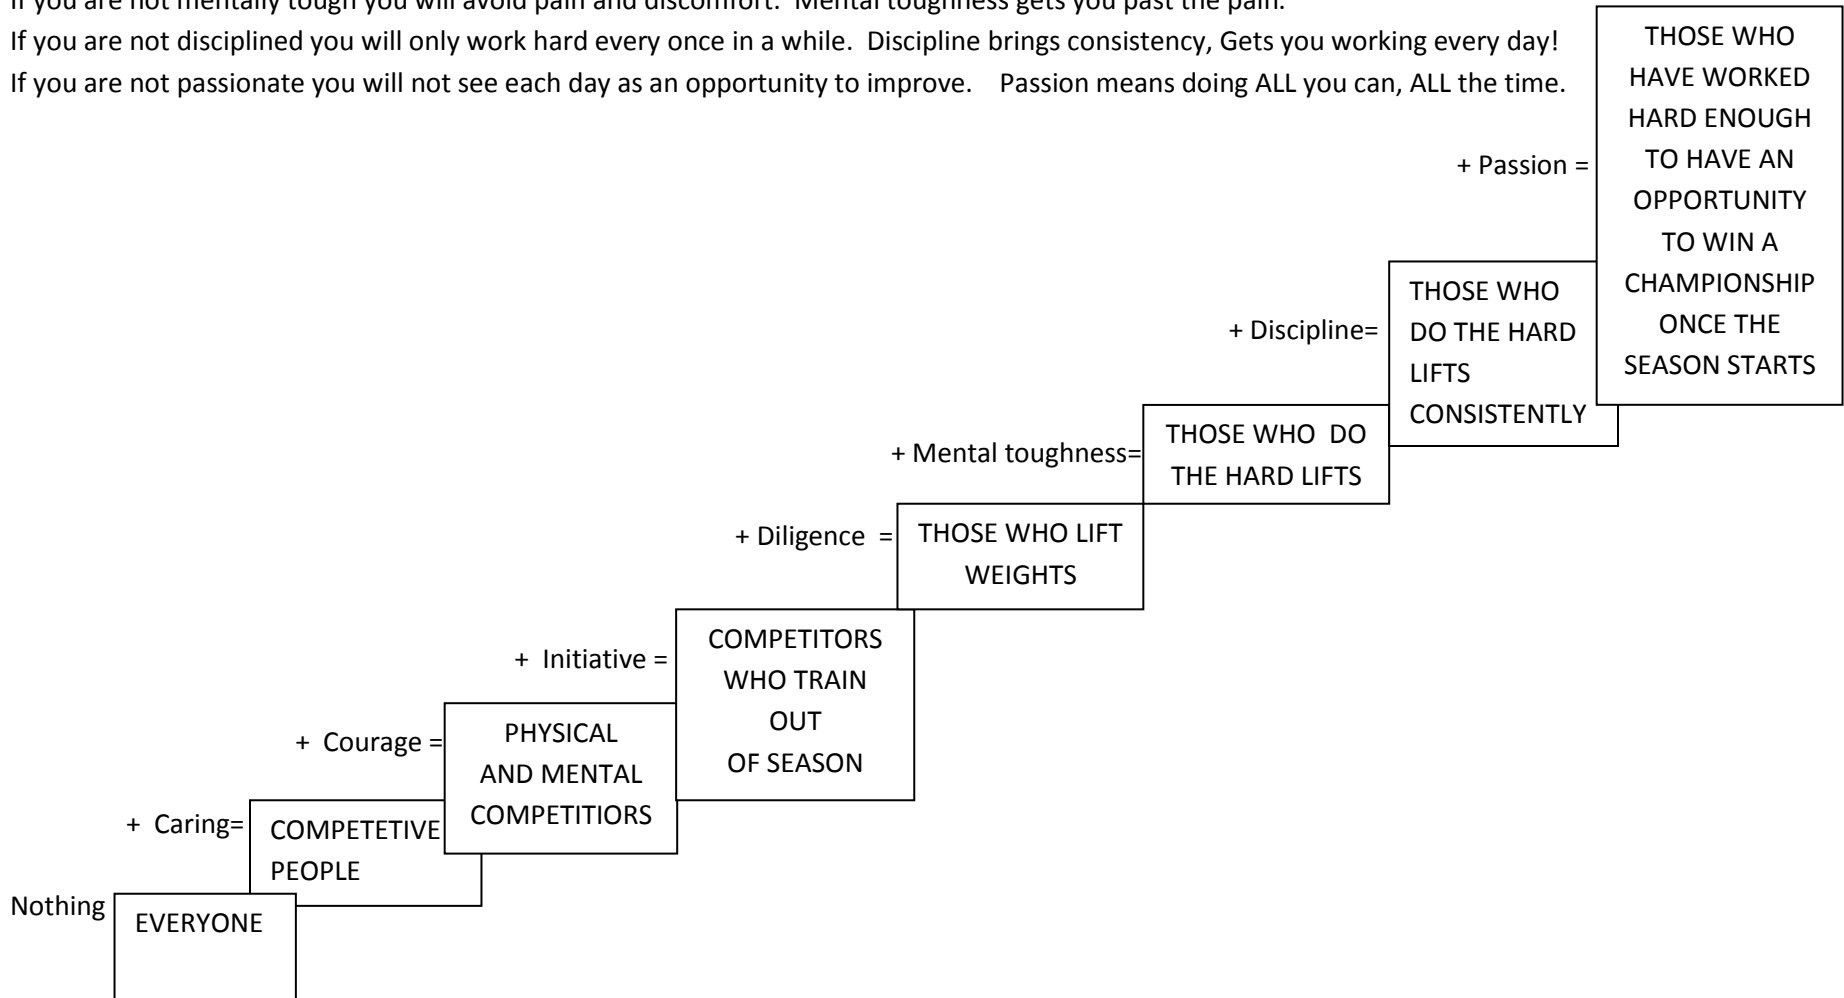 If you are not mentally tough you will avoid pain and discomfort.  Mental toughness gets you past the pain.
If you are not disciplined you will only work hard every once in a while.  Discipline brings consistency, Gets you working every day!
If you are not passionate you will not see each day as an opportunity to improve.    Passion means doing ALL you can, ALL the time.
THOSE WHO
HAVE WORKED
HARD ENOUGH
TO HAVE AN
OPPORTUNITY
TO WIN A
CHAMPIONSHIP
ONCE THE
SEASON STARTS
+ Passion =
THOSE WHO
DO THE HARD
LIFTS
CONSISTENTLY
+ Discipline=
THOSE WHO  DO
THE HARD LIFTS
+ Mental toughness=
THOSE WHO LIFT
WEIGHTS
+ Diligence  =
COMPETITORS
WHO TRAIN
OUT
OF SEASON
+  Initiative =
PHYSICAL
AND MENTAL
COMPETITIORS
+  Courage =
COMPETETIVE
PEOPLE
+  Caring=
Nothing
EVERYONE